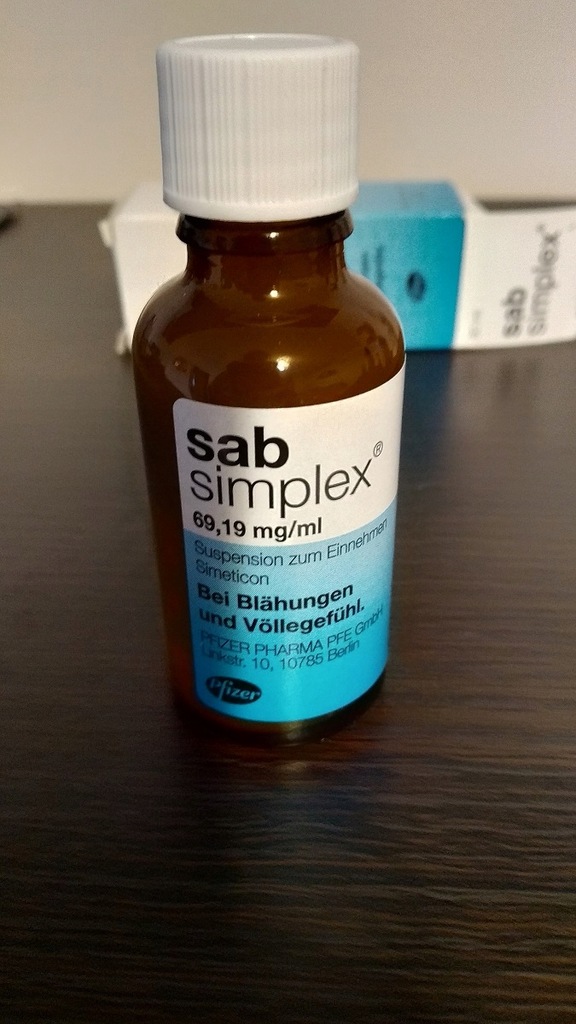 sab
simplex®
69,19 mg/ml
Suspension zum Einnehmen
Simeticon
Bei Blähungen
und Völlegefühl.
PFIZER PHARMA PFE GmbH
Linkstr. 10, 10785 Berlin
Pfizer
sab
simplex®